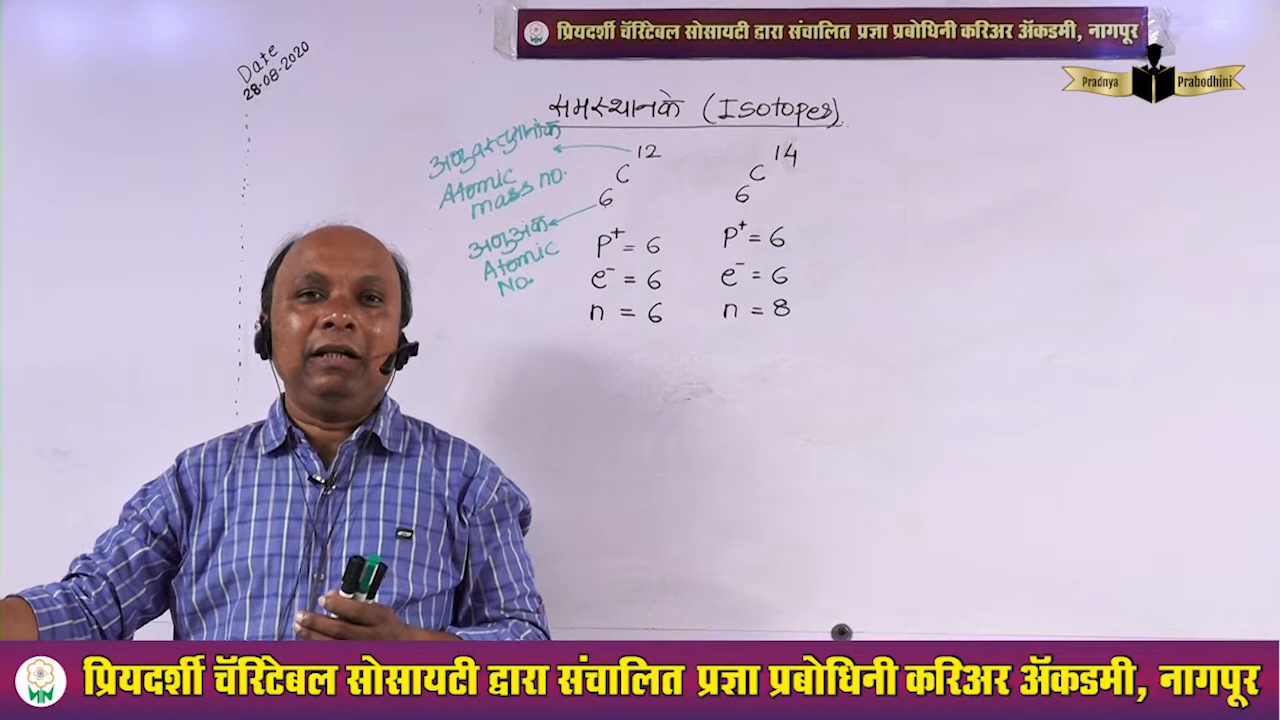 प्रियदर्शी चॅरिटेबल सोसायटी द्वारा संचालित प्रज्ञा प्रबोधिनी करिअर ॲकडमी, नागपूर
Pradnya Prabodhini
Date
28-08-2020
समस्थानके (Isotopes)
अणुवस्तुमानांक
Atomic
mass no.
12
C
6
14
C
6
अणुअंक
Atomic
No.
P+ = 6
P+ = 6
e- = 6
e- = 6
n = 6
n = 8
प्रियदर्शी चॅरिटेबल सोसायटी द्वारा संचालित प्रज्ञा प्रबोधिनी करिअर ॲकडमी, नागपूर